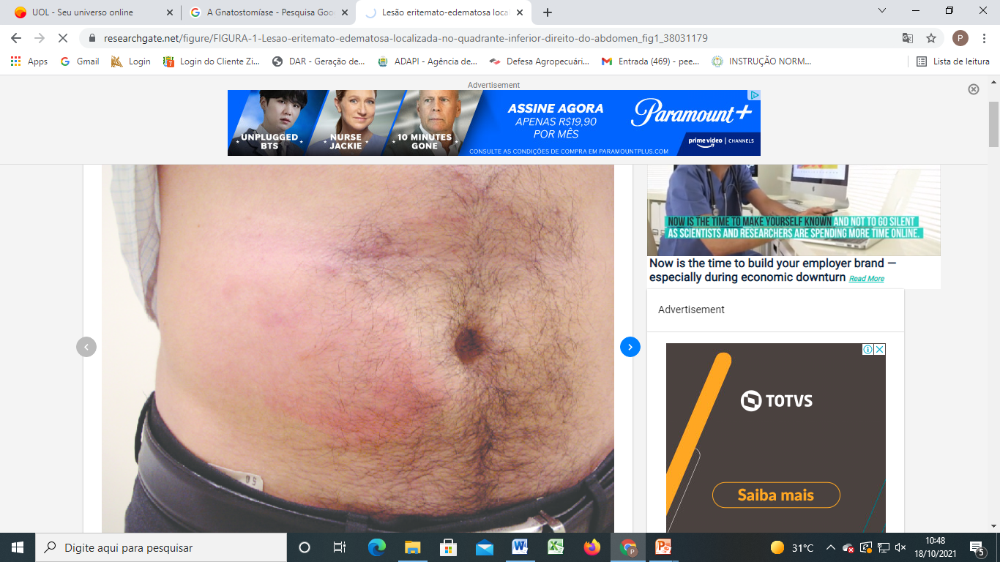 UOL - Seu universo online
A Gnatostomíase - Pesquisa Goo
Lesão eritemato-edematosa loca
researchgate.net/figure/FIGURA-1-Lesao-eritemato-edematosa-localizada-no-quadrante-inferior-direito-do-abdomen_fig1_38031179
P
Apps
Gmail
Login
Login do Cliente Zi...
DAR - Geração de...
ADAPI - Agência de...
Defesa Agropecuári...
Entrada (469) - pee...
INSTRUÇÃO NORM...
Lista de leitura
Advertisement
UNPLUGGED
BTS
NURSE
JACKIE
10 MINUTES
GONE
ASSINE AGORA
APENAS R$19,90
POR MÊS
CONSULTE AS CONDIÇÕES DE COMPRA EM PARAMOUNTPLUS.COM
Paramount+
prime video | CHANNELS
NOW IS THE TIME TO MAKE YOURSELF KNOWN AND NOT TO GO SILENT
AS SCIENTISTS AND RESEARCHERS ARE SPENDING MORE TIME ONLINE.
Now is the time to build your employer brand —
especially during economic downturn Read More
Advertisement
TOTVS
Saiba mais
Digite aqui para pesquisar
31°C
10:48
18/10/2021
5